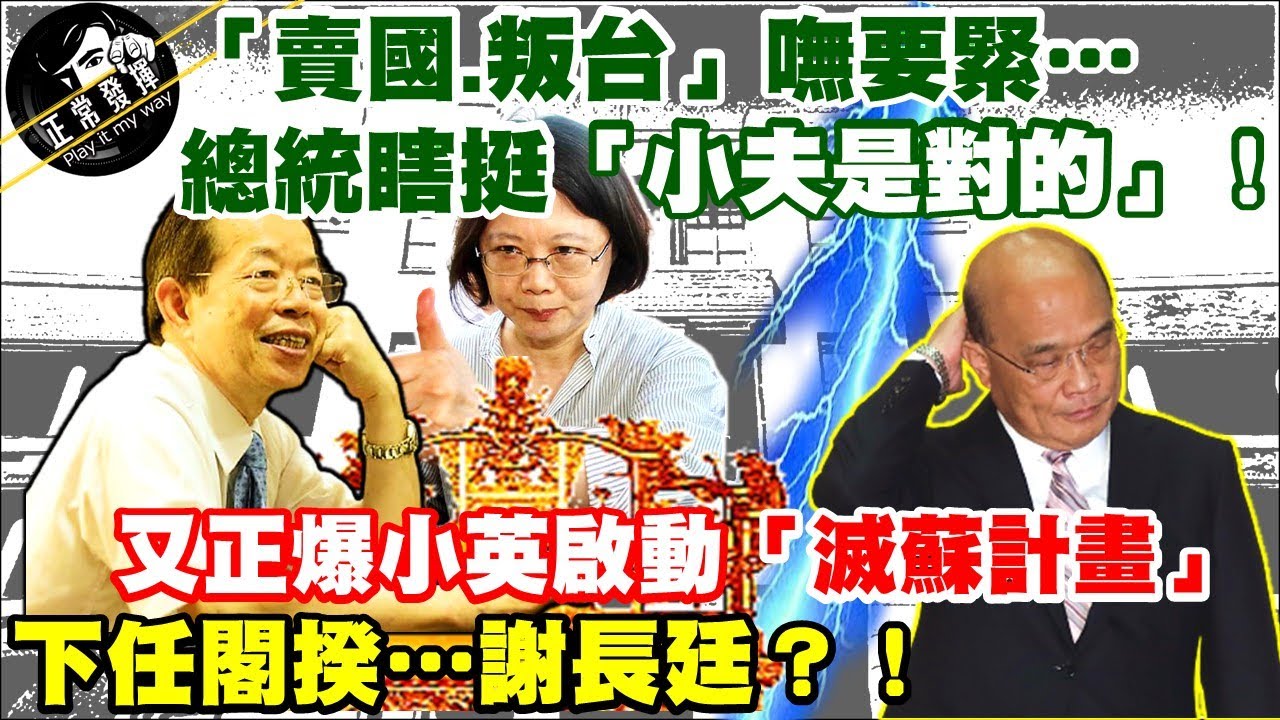 正常發揮
Play it my way
「賣國.叛台」嘸要緊…
總統瞎挺「小夫是對的」!
又正爆小英啟動「滅蘇計畫」
下任閣揆…謝長廷?!